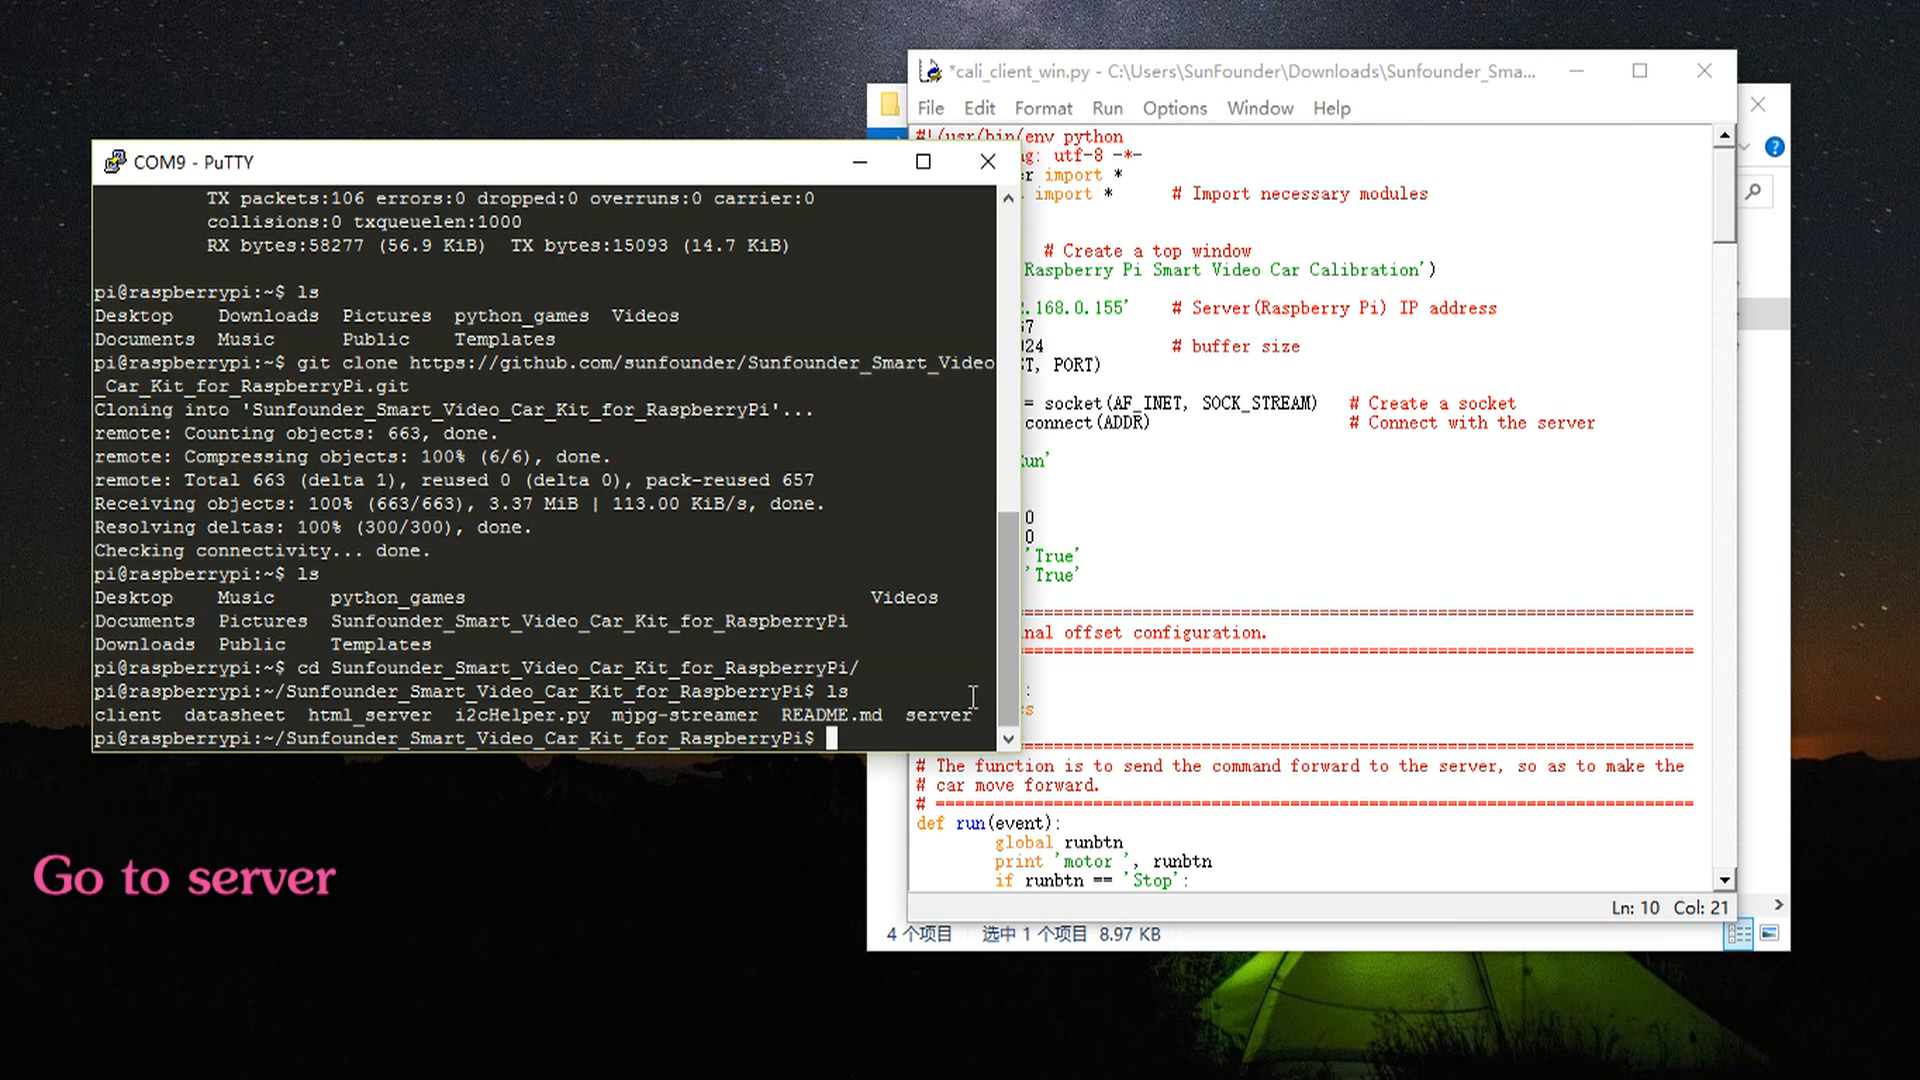 COM9 - PuTTY
TX packets:106 errors:0 dropped:0 overruns:0 carrier:0
collisions:0 txqueuelen:1000
RX bytes:58277 (56.9 KiB)  TX bytes:15093 (14.7 KiB)
pi@raspberrypi:~$ ls
Desktop    Downloads  Pictures  python_games  Videos
Documents  Music      Public    Templates
pi@raspberrypi:~$ git clone https://github.com/sunfounder/Sunfounder_Smart_Video
_Car_Kit_for_RaspberryPi.git
Cloning into 'Sunfounder_Smart_Video_Car_Kit_for_RaspberryPi'...
remote: Counting objects: 663, done.
remote: Compressing objects: 100% (6/6), done.
remote: Total 663 (delta 1), reused 0 (delta 0), pack-reused 657
Receiving objects: 100% (663/663), 3.37 MiB | 113.00 KiB/s, done.
Resolving deltas: 100% (300/300), done.
Checking connectivity... done.
pi@raspberrypi:~$ ls
Desktop    Music     python_games                                    Videos
Documents  Pictures  Sunfounder_Smart_Video_Car_Kit_for_RaspberryPi
Downloads  Public    Templates
pi@raspberrypi:~$ cd Sunfounder_Smart_Video_Car_Kit_for_RaspberryPi/
pi@raspberrypi:~/Sunfounder_Smart_Video_Car_Kit_for_RaspberryPi$ ls
client  datasheet  html_server  i2cHelper.py  mjpg-streamer  README.md  server
pi@raspberrypi:~/Sunfounder_Smart_Video_Car_Kit_for_RaspberryPi$
Go to server
*cali_client_win.py - C:\Users\SunFounder\Downloads\Sunfounder_Sma...
File Edit Format Run Options Window Help
#!/usr/bin/env python
g: utf-8 -*-
r import *
import *      # Import necessary modules
# Create a top window
Raspberry Pi Smart Video Car Calibration')
.168.0.155'    # Server(Raspberry Pi) IP address
7
24             # buffer size
T, PORT)
= socket(AF_INET, SOCK_STREAM)   # Create a socket
connect(ADDR)                    # Connect with the server
un'
0
0
'True'
'True'
===================================================================
nal offset configuration.
===================================================================
:
s
===================================================================
# The function is to send the command forward to the server, so as to make the
# car move forward.
# =============================================================================
def run(event):
global runbtn
print 'motor ', runbtn
if runbtn == 'Stop':
Ln: 10 Col: 21
4 个项目 选中 1 个项目 8.97 KB